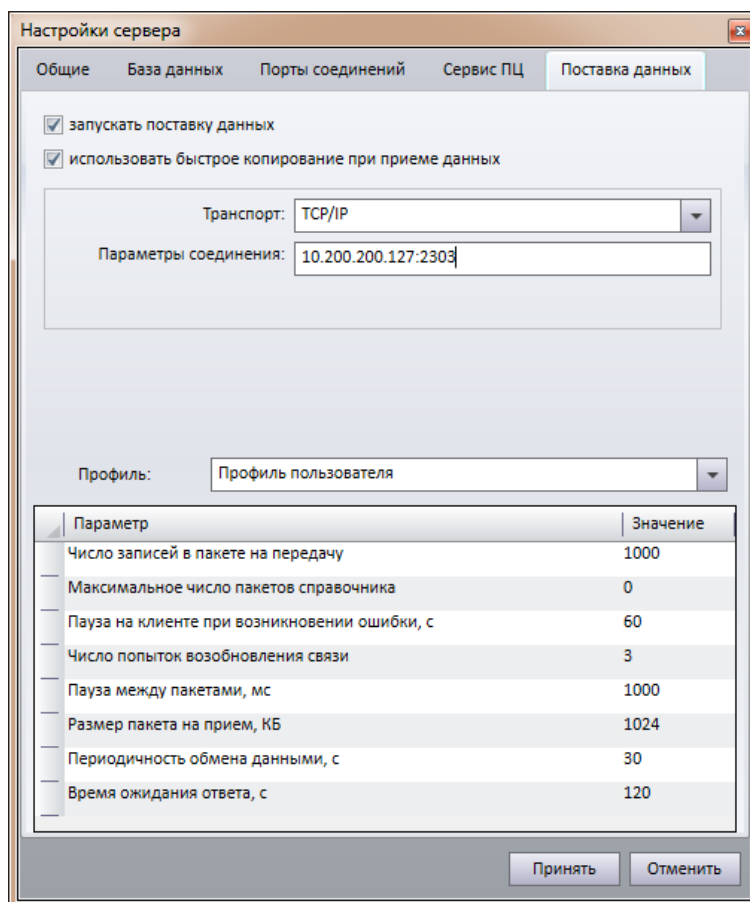 Настройки сервера
Общие База данных Порты соединений Сервис ПЦ Поставка данных
запускать поставку данных
использовать быстрое копирование при приеме данных
Транспорт: TCP/IP
Параметры соединения: 10.200.200.127:2303
Профиль: Профиль пользователя
Параметр Значение
Число записей в пакете на передачу 1000
Максимальное число пакетов справочника 0
Пауза на клиенте при возникновении ошибки, с 60
Число попыток возобновления связи 3
Пауза между пакетами, мс 1000
Размер пакета на прием, КБ 1024
Периодичность обмена данными, с 30
Время ожидания ответа, с 120
Принять Отменить